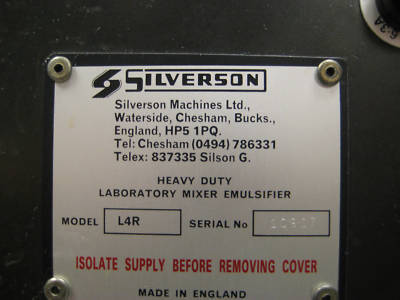 SILVERSON
Silverson Machines Ltd.,
Waterside, Chesham, Bucks.,
England, HP5 1PQ.
Tel: Chesham (0494) 786331
Telex: 837335 Silson G.
HEAVY DUTY
LABORATORY MIXER EMULSIFIER
MODEL L4R SERIAL No
ISOLATE SUPPLY BEFORE REMOVING COVER
MADE IN ENGLAND